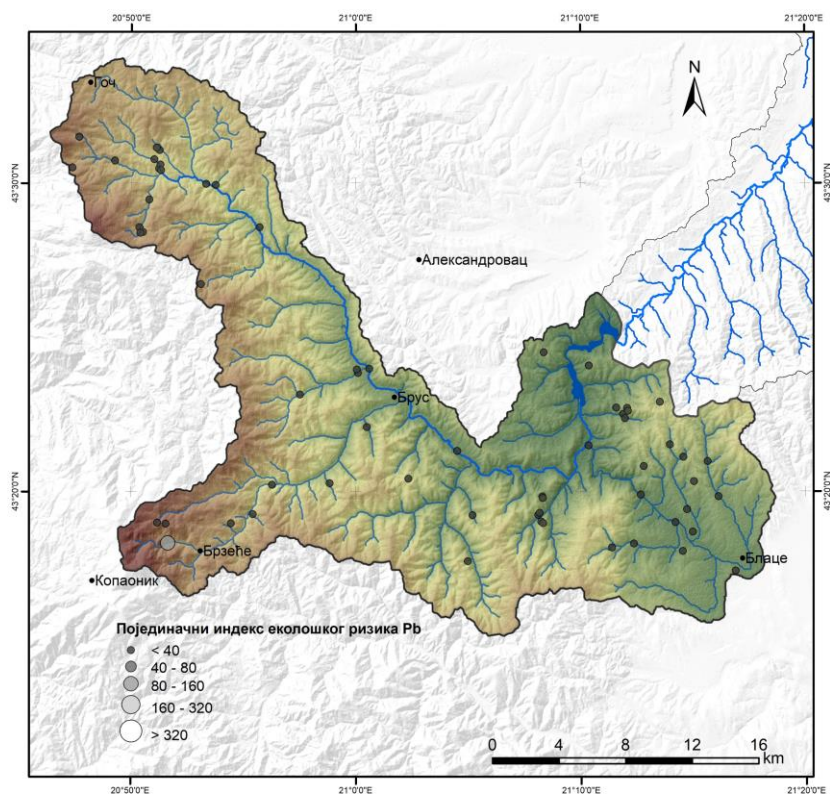 20°50'0"E
21°0'0"E
21°10'0"E
21°20'0"E
N
Гоч
43°30'0"N
43°30'0"N
Александровац
Брус
43°20'0"N
43°20'0"N
Брзеће
Блаце
Копаоник
Појединачни индекс еколошког ризика Pb
< 40
40 - 80
80 - 160
160 - 320
> 320
0 4 8 12 16
km
20°50'0"E
21°0'0"E
21°10'0"E
21°20'0"E